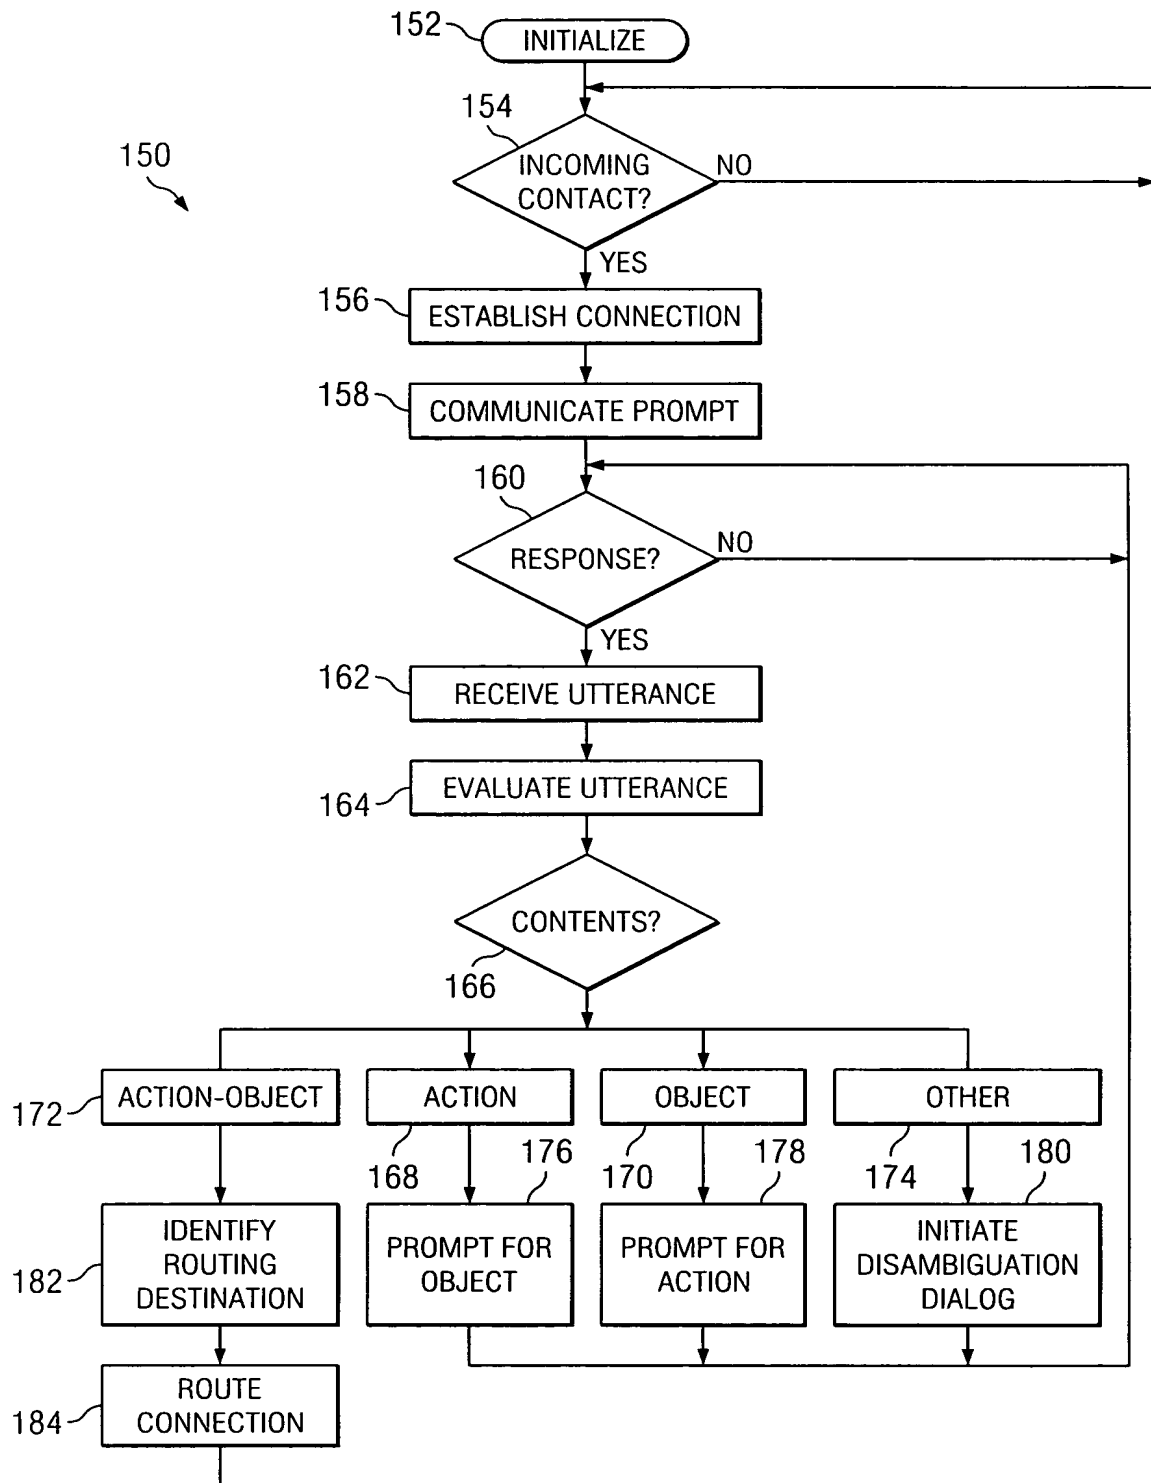 152
INITIALIZE
154
150
INCOMING
CONTACT?
NO
YES
156
ESTABLISH CONNECTION
158
COMMUNICATE PROMPT
160
RESPONSE?
NO
YES
162
RECEIVE UTTERANCE
164
EVALUATE UTTERANCE
CONTENTS?
166
172
ACTION-OBJECT
ACTION
OBJECT
OTHER
168
176
170
178
174
180
182
IDENTIFY
ROUTING
DESTINATION
PROMPT FOR
OBJECT
PROMPT FOR
ACTION
INITIATE
DISAMBIGUATION
DIALOG
184
ROUTE
CONNECTION